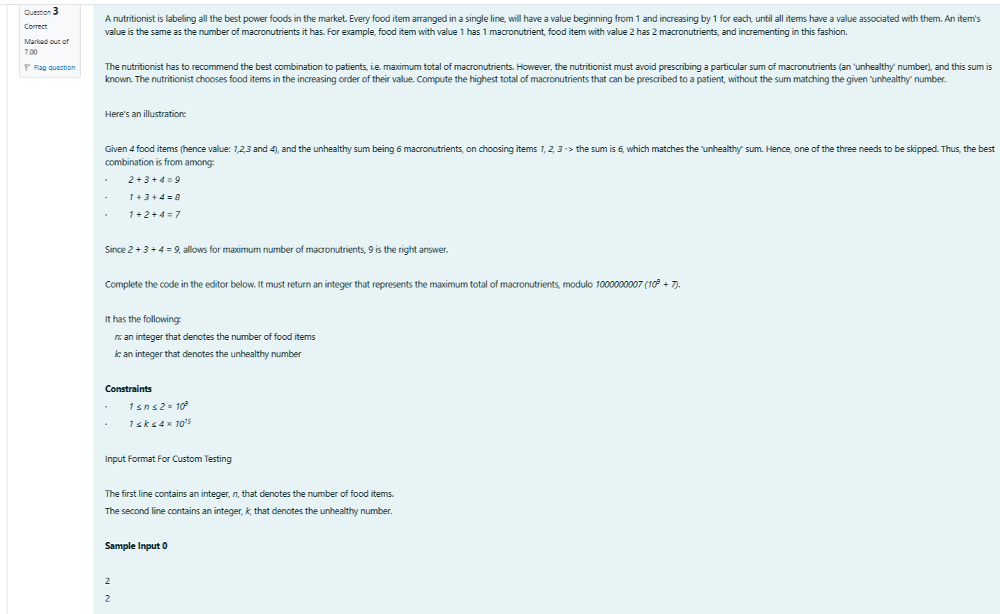 Question 3
Correct
Marked out of
7.00
Flag question
A nutritionist is labeling all the best power foods in the market. Every food item arranged in a single line, will have a value beginning from 1 and increasing by 1 for each, until all items have a value associated with them. An item's
value is the same as the number of macronutrients it has. For example, food item with value 1 has 1 macronutrient, food item with value 2 has 2 macronutrients, and incrementing in this fashion.
The nutritionist has to recommend the best combination to patients, i.e. maximum total of macronutrients. However, the nutritionist must avoid prescribing a particular sum of macronutrients (an 'unhealthy' number), and this sum is
known. The nutritionist chooses food items in the increasing order of their value. Compute the highest total of macronutrients that can be prescribed to a patient, without the sum matching the given 'unhealthy' number.
Here's an illustration:
Given 4 food items (hence value: 1,2,3 and 4), and the unhealthy sum being 6 macronutrients, on choosing items 1, 2, 3 -> the sum is 6, which matches the 'unhealthy' sum. Hence, one of the three needs to be skipped. Thus, the best
combination is from among:
· 2 + 3 + 4 = 9
· 1 + 3 + 4 = 8
· 1 + 2 + 4 = 7
Since 2 + 3 + 4 = 9, allows for maximum number of macronutrients, 9 is the right answer.
Complete the code in the editor below. It must return an integer that represents the maximum total of macronutrients, modulo 1000000007 (10⁹ + 7).
It has the following:
n: an integer that denotes the number of food items
k: an integer that denotes the unhealthy number
Constraints
· 1 ≤ n ≤ 2 × 10⁹
· 1 ≤ k ≤ 4 × 10¹⁵
Input Format For Custom Testing
The first line contains an integer, n, that denotes the number of food items.
The second line contains an integer, k, that denotes the unhealthy number.
Sample Input 0
2
2